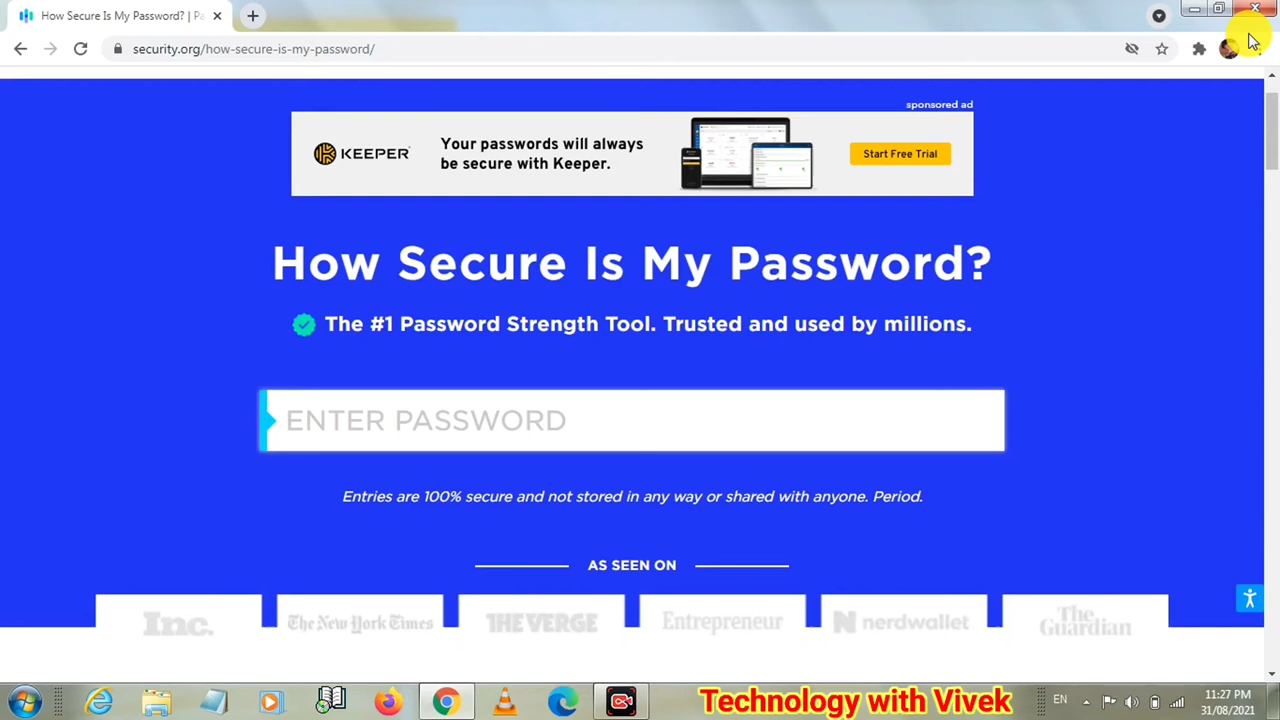 How Secure Is My Password? | Pa
security.org/how-secure-is-my-password/
sponsored ad
KEEPER
Your passwords will always
be secure with Keeper.
Start Free Trial
How Secure Is My Password?
The #1 Password Strength Tool. Trusted and used by millions.
ENTER PASSWORD
Entries are 100% secure and not stored in any way or shared with anyone. Period.
AS SEEN ON
Inc.
The New York Times
THE VERGE
Entrepreneur
nerdwallet
The Guardian
Technology with Vivek
EN
11:27 PM
31/08/2021